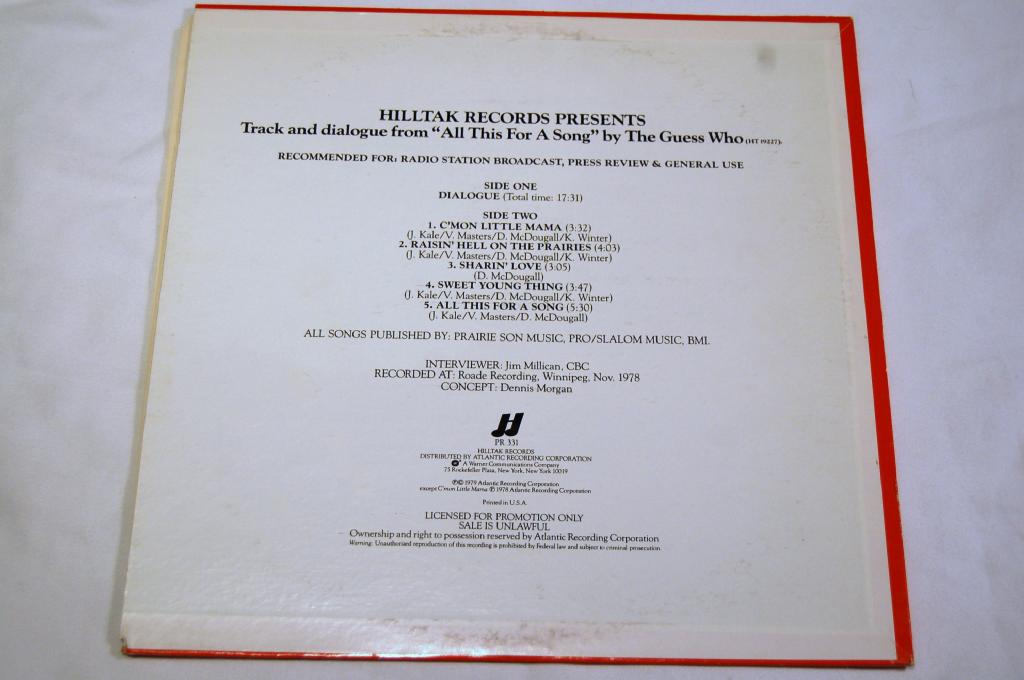 HILLTAK RECORDS PRESENTS
Track and dialogue from “All This For A Song” by The Guess Who (HT 19227).
RECOMMENDED FOR: RADIO STATION BROADCAST, PRESS REVIEW & GENERAL USE
SIDE ONE
DIALOGUE (Total time: 17:31)
SIDE TWO
1. C'MON LITTLE MAMA (3:32)
(J. Kale/V. Masters/D. McDougall/K. Winter)
2. RAISIN' HELL ON THE PRAIRIES (4:03)
(J. Kale/V. Masters/D. McDougall/K. Winter)
3. SHARIN' LOVE (3:05)
(D. McDougall)
4. SWEET YOUNG THING (3:47)
(J. Kale/V. Masters/D. McDougall/K. Winter)
5. ALL THIS FOR A SONG (5:30)
(J. Kale/V. Masters/D. McDougall)
ALL SONGS PUBLISHED BY: PRAIRIE SON MUSIC, PRO/SLALOM MUSIC, BMI.
INTERVIEWER: Jim Millican, CBC
RECORDED AT: Roade Recording, Winnipeg, Nov. 1978
CONCEPT: Dennis Morgan
PR 331
HILLTAK RECORDS
DISTRIBUTED BY ATLANTIC RECORDING CORPORATION
A Warner Communications Company
75 Rockefeller Plaza, New York, New York 10019
℗© 1979 Atlantic Recording Corporation
except C'mon Little Mama ℗ 1978 Atlantic Recording Corporation
Printed in U.S.A.
LICENSED FOR PROMOTION ONLY
SALE IS UNLAWFUL
Ownership and right to possession reserved by Atlantic Recording Corporation
Warning: Unauthorized reproduction of this recording is prohibited by Federal law and subject to criminal prosecution.